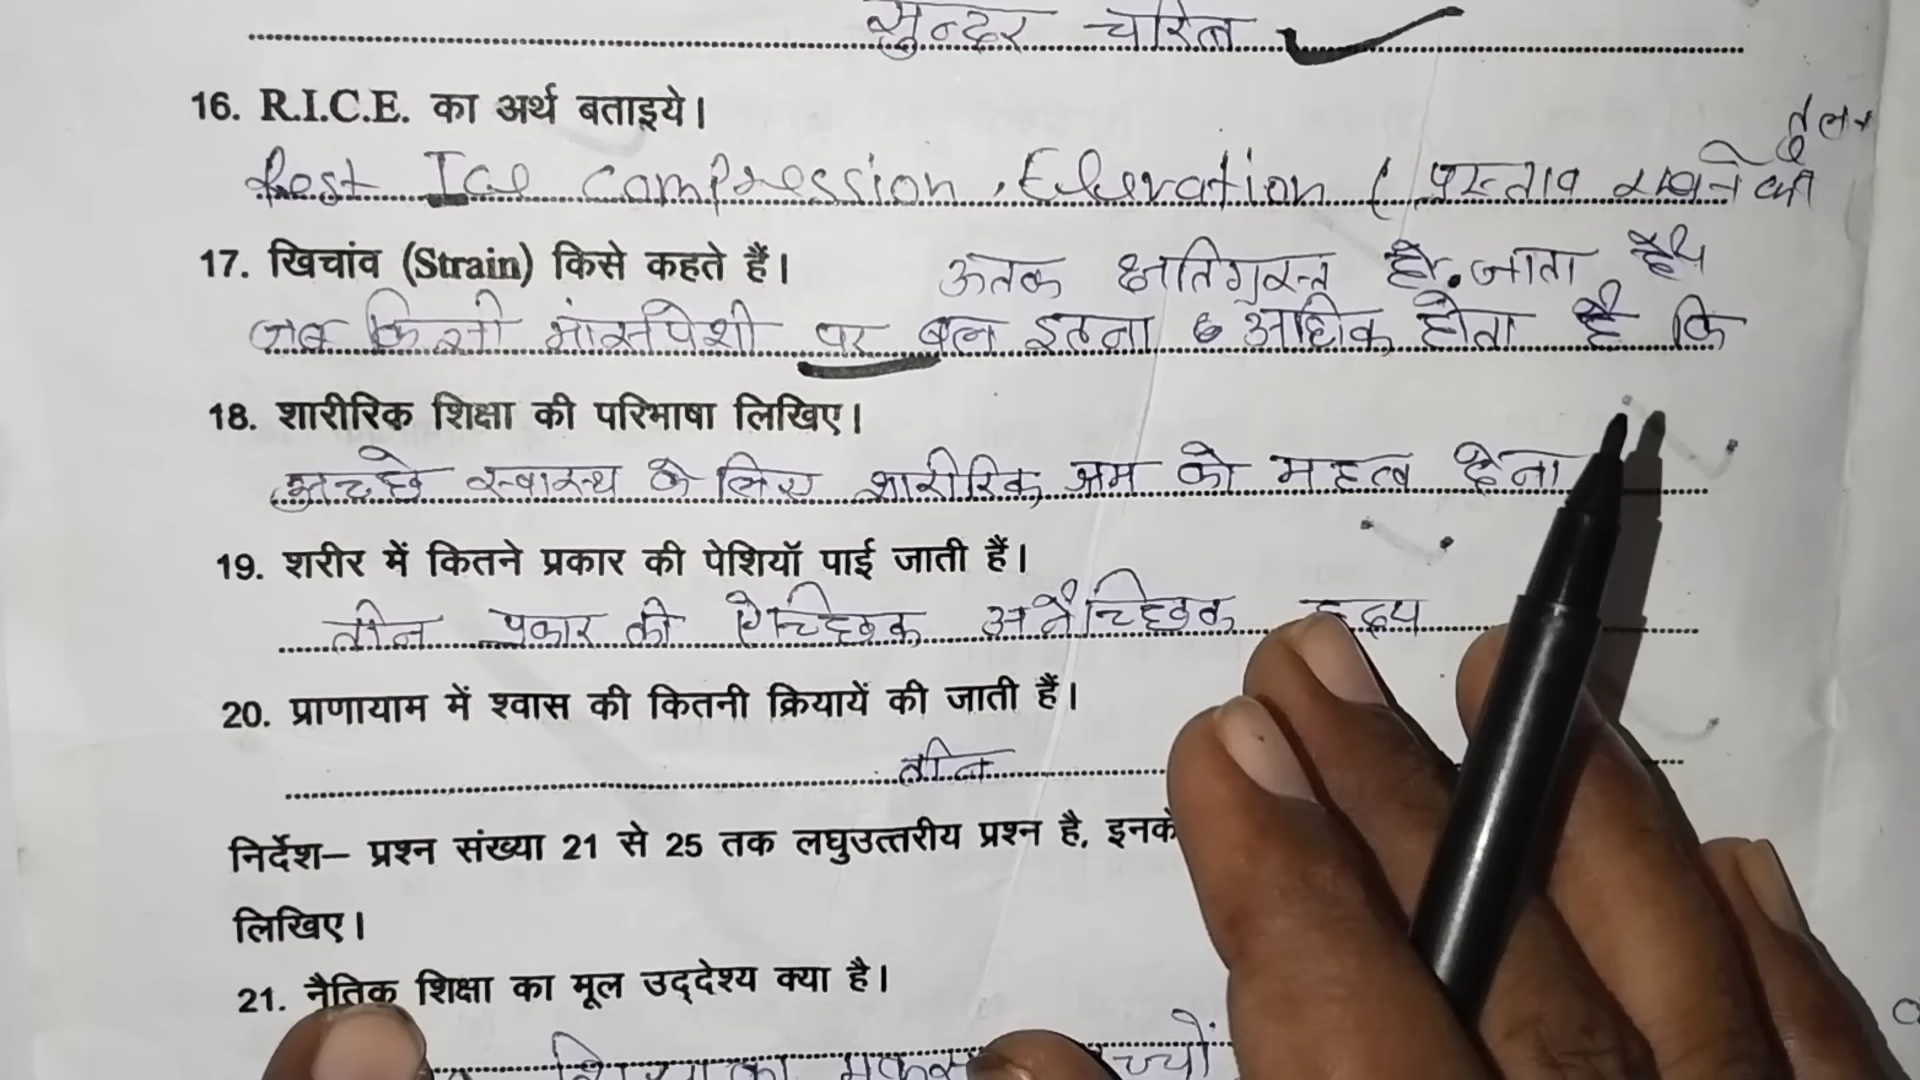 सुन्दर चरित्र
16. R.I.C.E. का अर्थ बताइये।
Rest Ice Compression, Elevation ( प्रस्ताव रखने की
17. खिचांव (Strain) किसे कहते हैं।
ऊतक क्षतिग्रस्त हो जाता है
जब किसी मांसपेशी पर बल इतना अधिक होता है कि
18. शारीरिक शिक्षा की परिभाषा लिखिए।
अच्छे स्वास्थ के लिए शारीरिक श्रम को महत्व देना
19. शरीर में कितने प्रकार की पेशियॉ पाई जाती हैं।
तीन प्रकार की ऐच्छिक अनैच्छिक हृदय
20. प्राणायाम में श्वास की कितनी क्रियायें की जाती हैं।
तीन
निर्देश– प्रश्न संख्या 21 से 25 तक लघुउत्तरीय प्रश्न है, इनके
लिखिए।
21. नैतिक शिक्षा का मूल उद्देश्य क्या है।